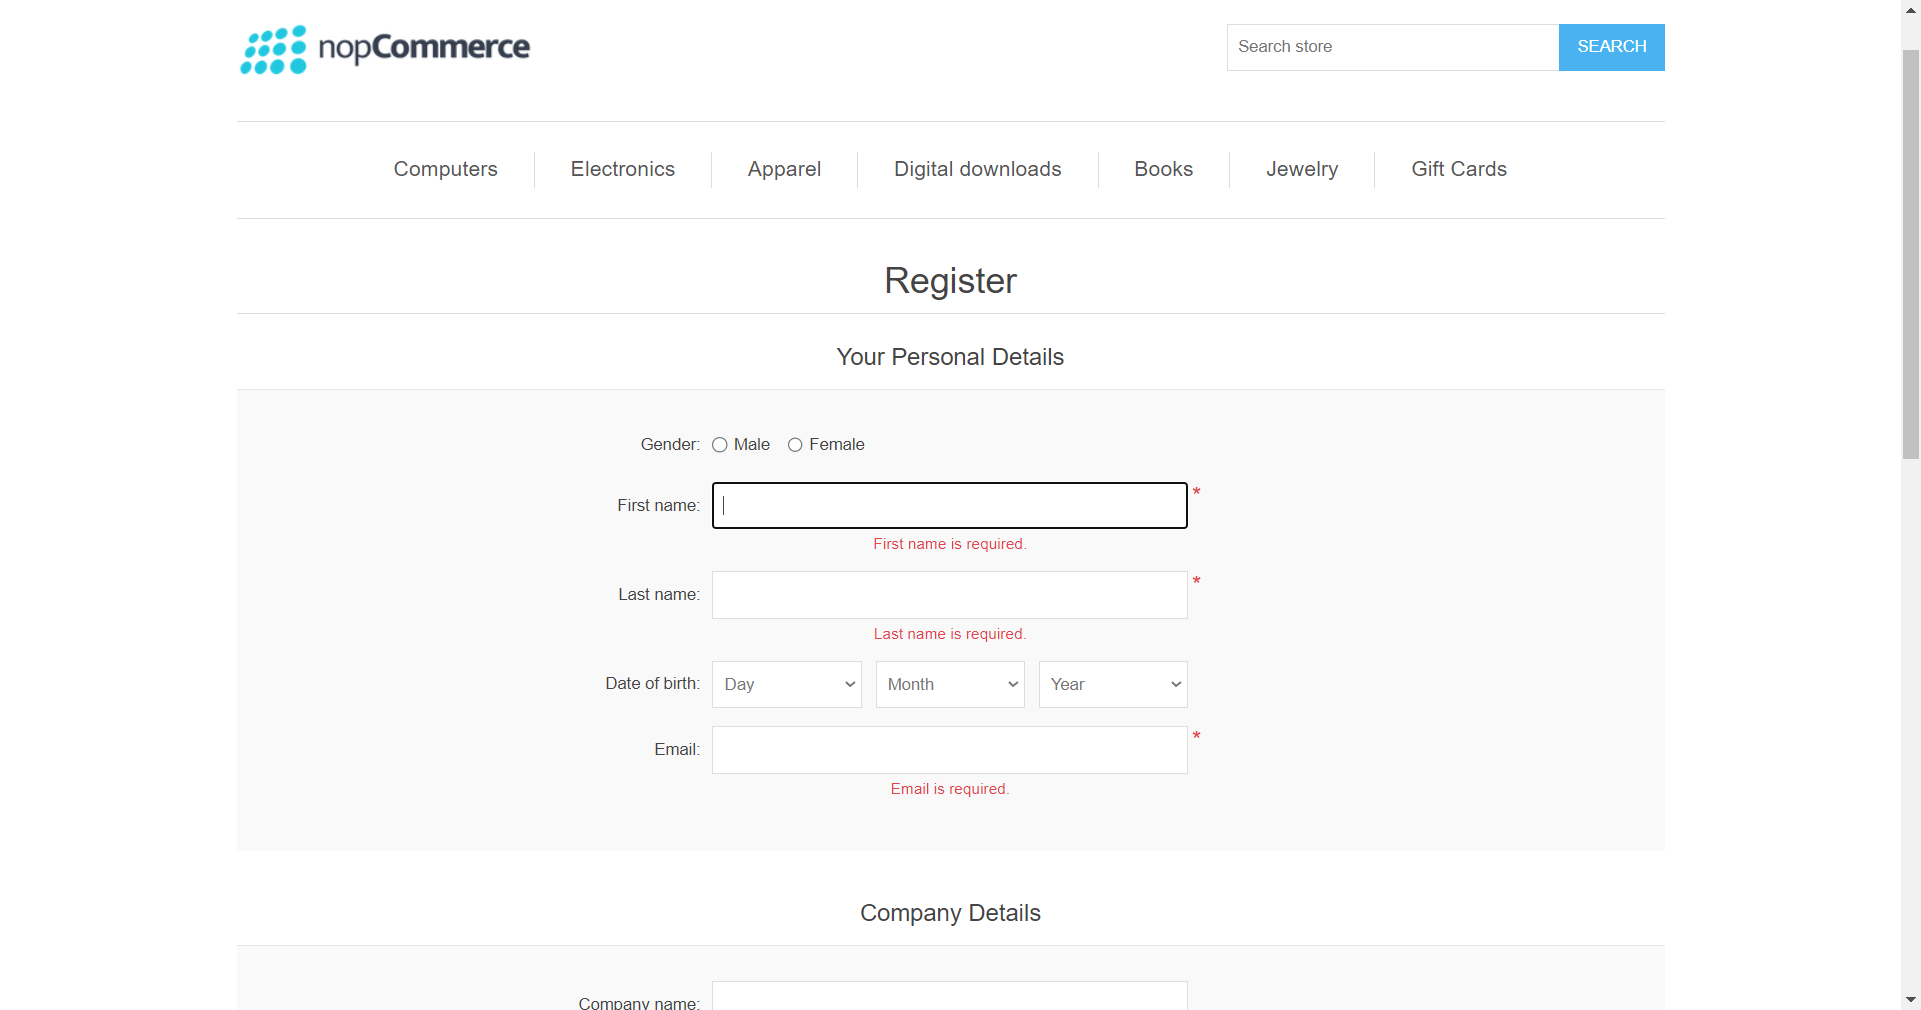 nopCommerce
Search store SEARCH
Computers Electronics Apparel Digital downloads Books Jewelry Gift Cards
Register
Your Personal Details
Gender: Male Female
First name: *
First name is required.
Last name: *
Last name is required.
Date of birth: Day Month Year
Email: *
Email is required.
Company Details
Company name: